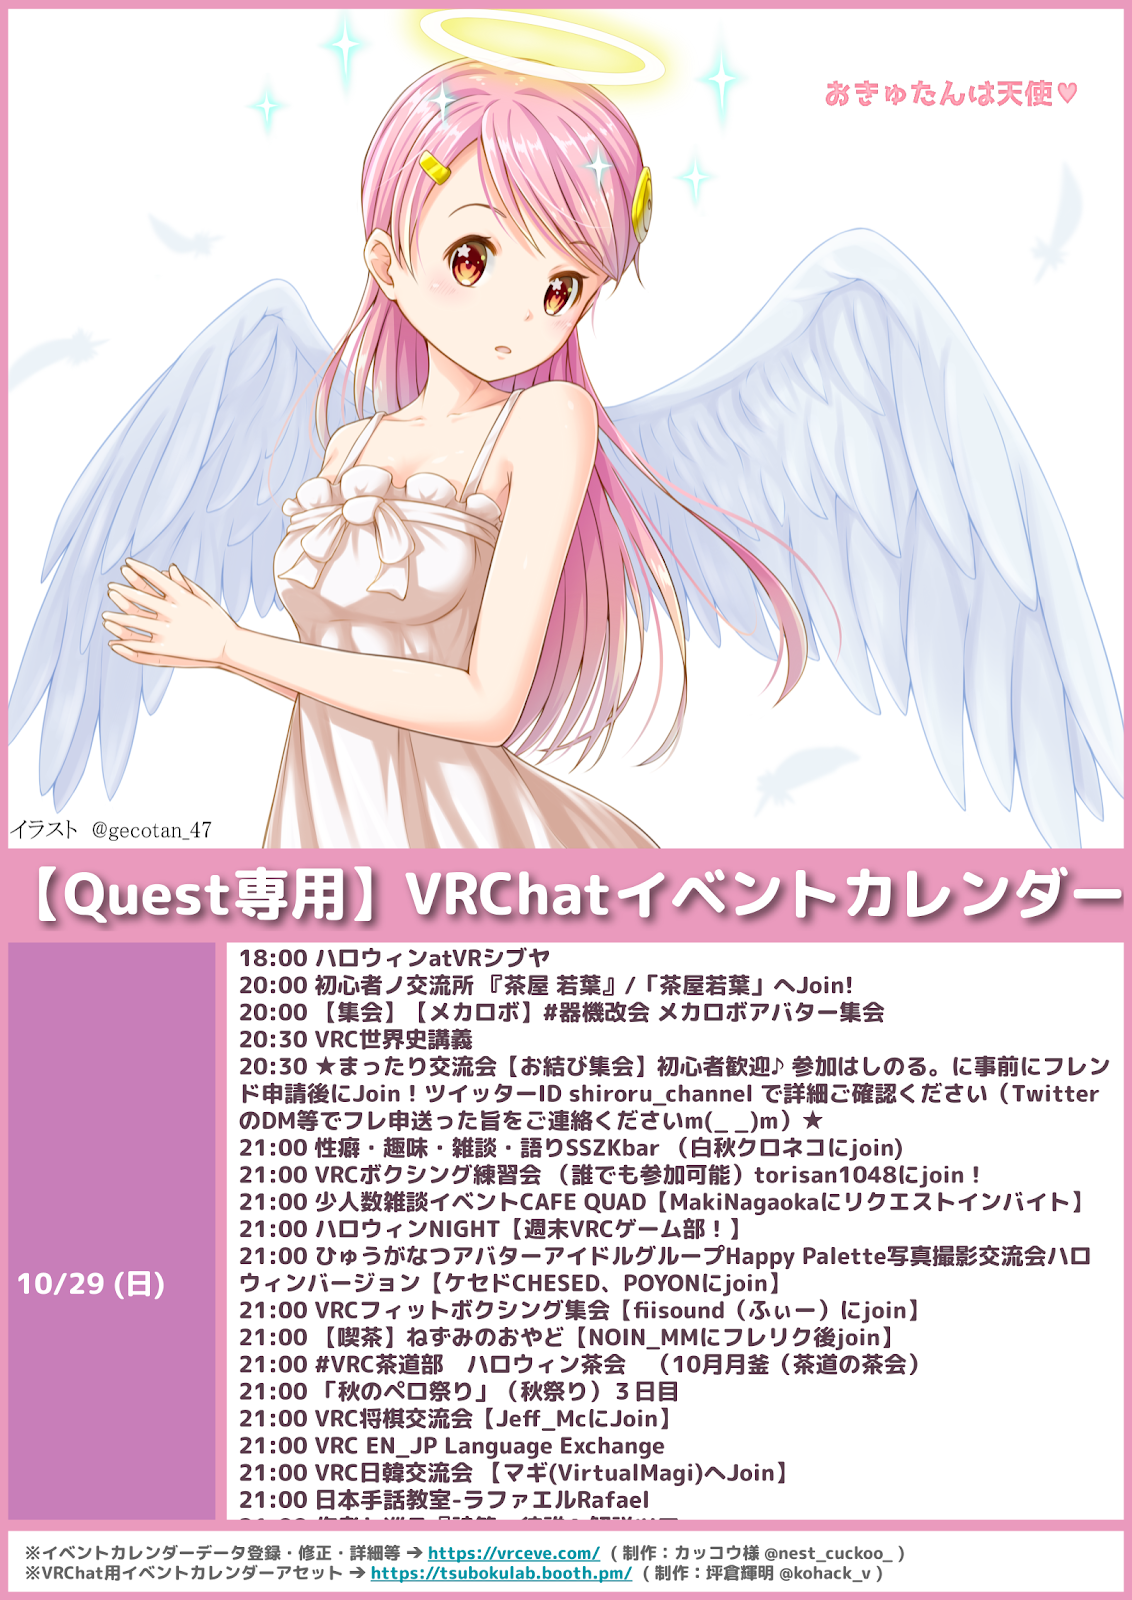 おきゅたんは天使♥
イラスト @gecotan_47
【Quest専用】VRChatイベントカレンダー
10/29 (日)
18:00 ハロウィンatVRシブヤ
20:00 初心者ノ交流所 『茶屋 若葉』/「茶屋若葉」へJoin!
20:00 【集会】【メカロボ】#器機改会 メカロボアバター集会
20:30 VRC世界史講義
20:30 ★まったり交流会【お結び集会】初心者歓迎♪ 参加はしのる。に事前にフレン
ド申請後にJoin！ツイッターID shiroru_channel で詳細ご確認ください（Twitter
のDM等でフレ申送った旨をご連絡くださいm(_ _)m）★
21:00 性癖・趣味・雑談・語りSSZKbar （白秋クロネコにjoin)
21:00 VRCボクシング練習会 （誰でも参加可能）torisan1048にjoin！
21:00 少人数雑談イベントCAFE QUAD【MakiNagaokaにリクエストインバイト】
21:00 ハロウィンNIGHT【週末VRCゲーム部！】
21:00 ひゅうがなつアバターアイドルグループHappy Palette写真撮影交流会ハロ
ウィンバージョン【ケセドCHESED、POYONにjoin】
21:00 VRCフィットボクシング集会【fiisound（ふぃー）にjoin】
21:00 【喫茶】ねずみのおやど【NOIN_MMにフレリク後join】
21:00 #VRC茶道部　ハロウィン茶会　（10月月釜（茶道の茶会）
21:00 「秋のペロ祭り」（秋祭り）３日目
21:00 VRC将棋交流会【Jeff_McにJoin】
21:00 VRC EN_JP Language Exchange
21:00 VRC日韓交流会 【マギ(VirtualMagi)へJoin】
21:00 日本手話教室-ラファエルRafael
※イベントカレンダーデータ登録・修正・詳細等 ➔ https://vrceve.com/ （制作：カッコウ様 @nest_cuckoo_ ）
※VRChat用イベントカレンダーアセット ➔ https://tsubokulab.booth.pm/ （制作：坪倉輝明 @kohack_v ）